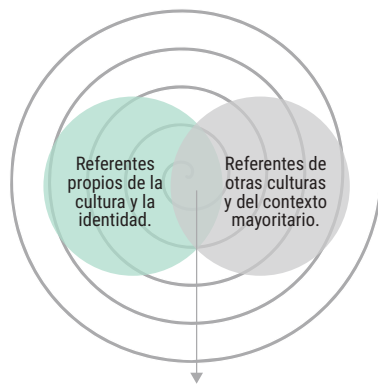 Referentes
propios de la
cultura y la
identidad.
Referentes de
otras culturas
y del contexto
mayoritario.